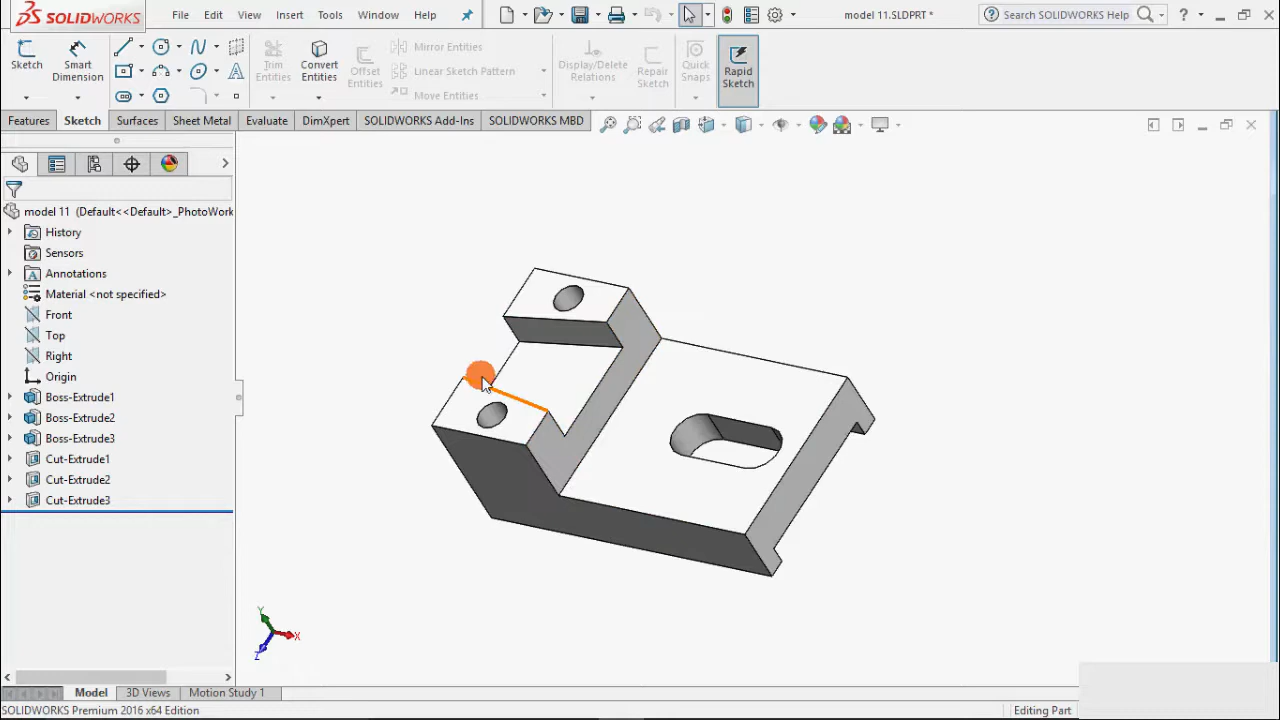 SOLIDWORKS File Edit View Insert Tools Window Help model 11.SLDPRT * Search SOLIDWORKS Help ?
Sketch Smart Dimension Trim Entities Convert Entities Offset Entities Mirror Entities Linear Sketch Pattern Move Entities Display/Delete Relations Repair Sketch Quick Snaps Rapid Sketch
Features Sketch Surfaces Sheet Metal Evaluate DimXpert SOLIDWORKS Add-Ins SOLIDWORKS MBD
model 11 (Default<<Default>_PhotoWork
History
Sensors
Annotations
Material <not specified>
Front
Top
Right
Origin
Boss-Extrude1
Boss-Extrude2
Boss-Extrude3
Cut-Extrude1
Cut-Extrude2
Cut-Extrude3
Y
X
Z
Model 3D Views Motion Study 1
SOLIDWORKS Premium 2016 x64 Edition Editing Part